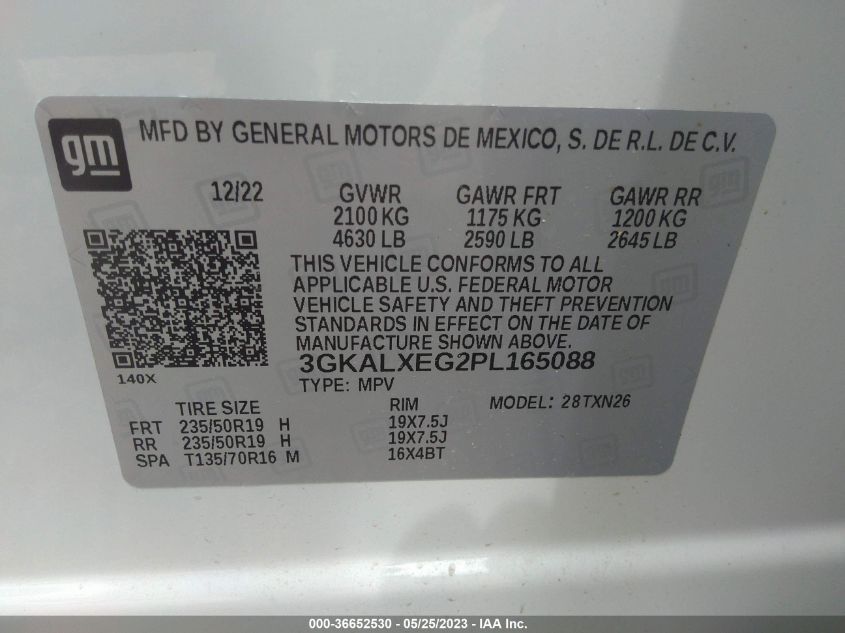 gm
MFD BY GENERAL MOTORS DE MEXICO, S. DE R.L. DE C.V.
12/22 GVWR GAWR FRT GAWR RR
2100 KG 1175 KG 1200 KG
4630 LB 2590 LB 2645 LB
THIS VEHICLE CONFORMS TO ALL
APPLICABLE U.S. FEDERAL MOTOR
VEHICLE SAFETY AND THEFT PREVENTION
STANDARDS IN EFFECT ON THE DATE OF
MANUFACTURE SHOWN ABOVE.
3GKALXEG2PL165088
140X
TYPE: MPV
TIRE SIZE RIM MODEL: 28TXN26
FRT 235/50R19 H 19X7.5J
RR 235/50R19 H 19X7.5J
SPA T135/70R16 M 16X4BT
000-36652530 - 05/25/2023 - IAA Inc.